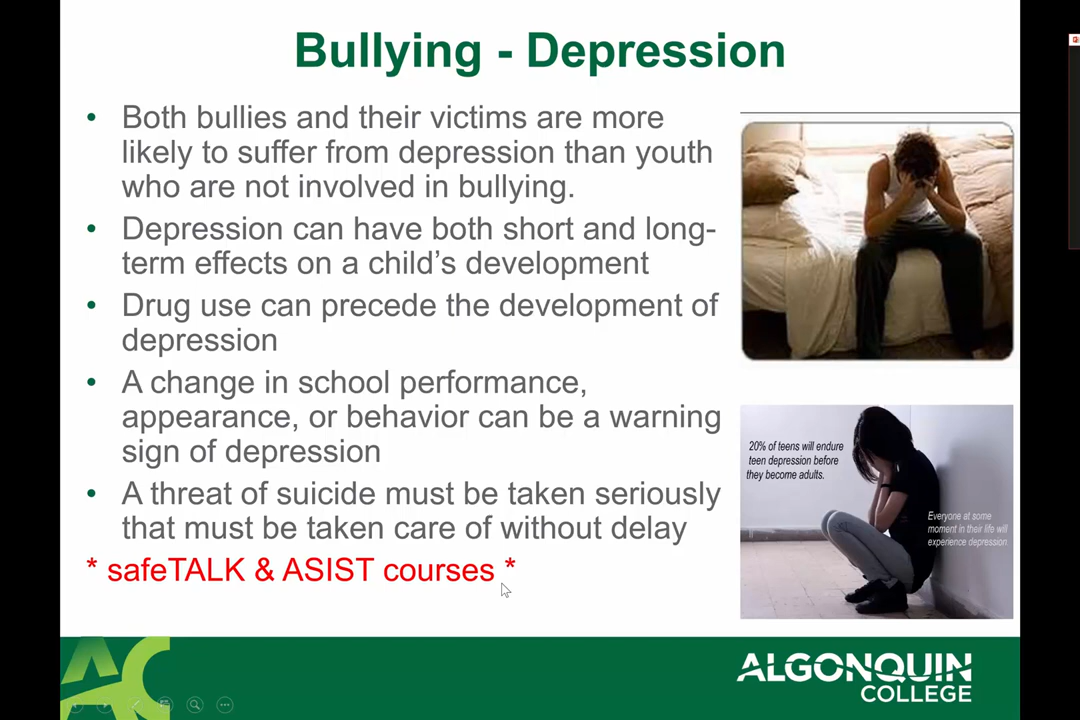 Bullying - Depression
• Both bullies and their victims are more
likely to suffer from depression than youth
who are not involved in bullying.
• Depression can have both short and long-
term effects on a child’s development
• Drug use can precede the development of
depression
• A change in school performance,
appearance, or behavior can be a warning
sign of depression
• A threat of suicide must be taken seriously
that must be taken care of without delay
* safeTALK & ASIST courses *
20% of teens will endure
teen depression before
they become adults.
Everyone at some
moment in their life will
experience depression
AC
ALGONQUIN
COLLEGE